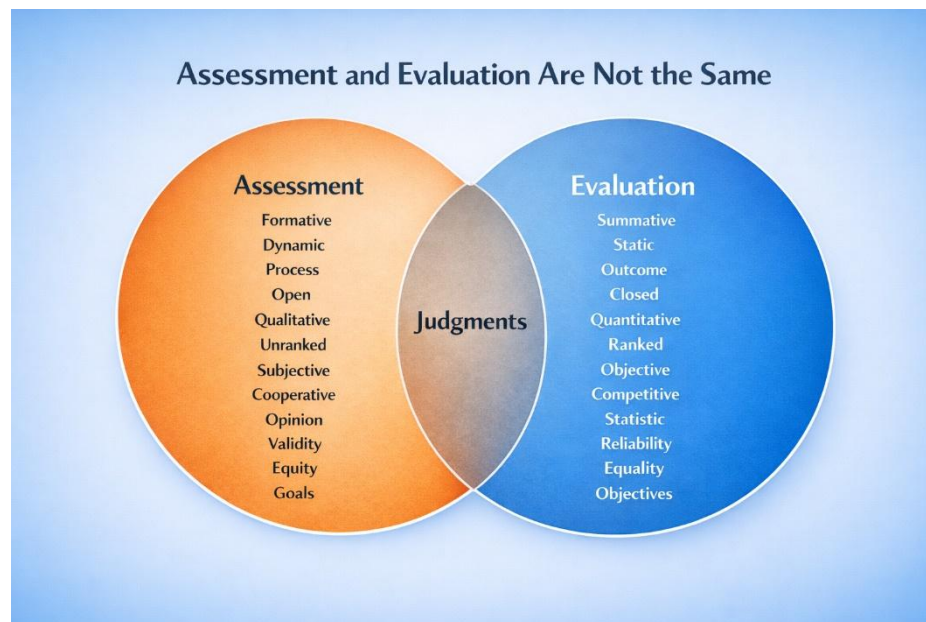 Assessment and Evaluation Are Not the Same
Assessment
Formative
Dynamic
Process
Open
Qualitative
Unranked
Subjective
Cooperative
Opinion
Validity
Equity
Goals
Judgments
Evaluation
Summative
Static
Outcome
Closed
Quantitative
Ranked
Objective
Competitive
Statistic
Reliability
Equality
Objectives